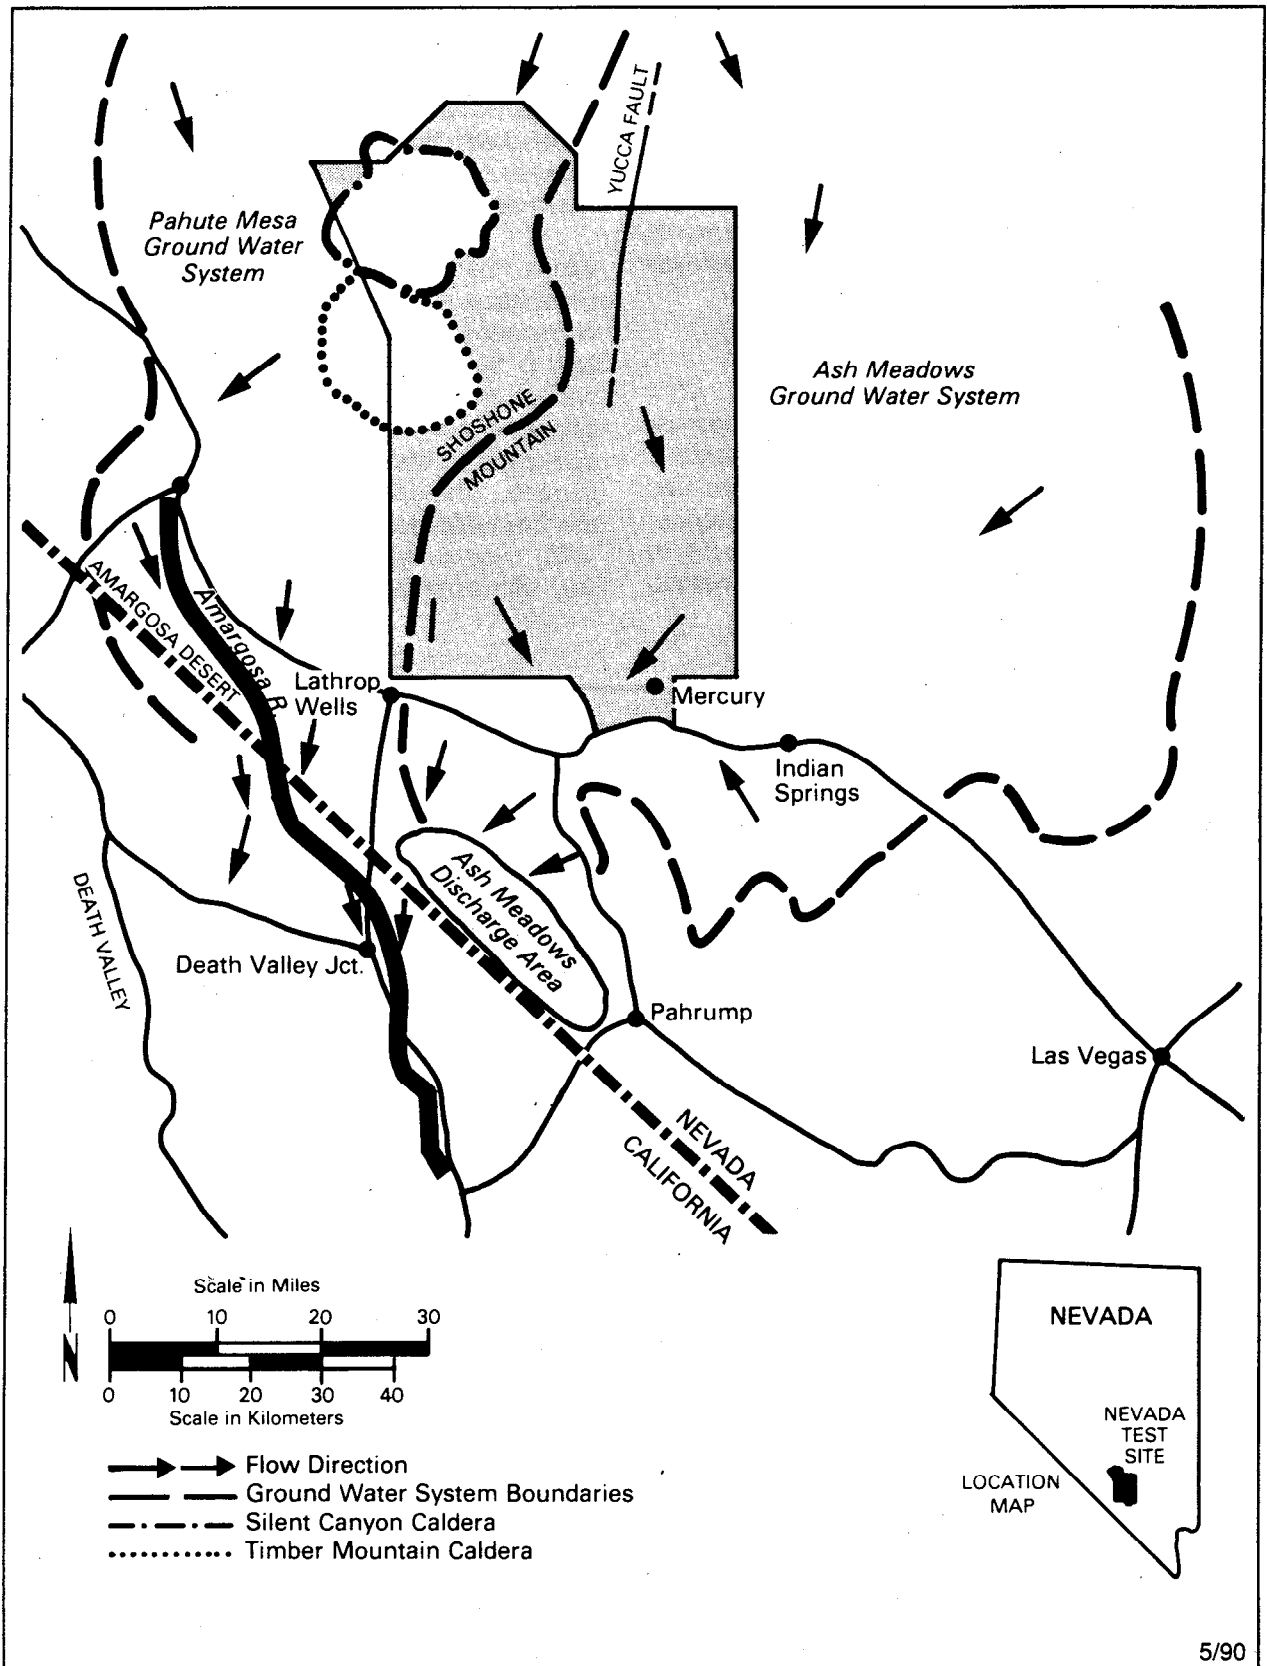 YUCCA FAULT
Pahute Mesa
Ground Water
System
Ash Meadows
Ground Water System
SHOSHONE
MOUNTAIN
AMARGOSA DESERT
Amargosa R.
Lathrop
Wells
Mercury
Indian
Springs
Ash Meadows
Discharge Area
DEATH VALLEY
Death Valley Jct.
Pahrump
Las Vegas
NEVADA
CALIFORNIA
N
Scale in Miles
0 10 20 30
0 10 20 30 40
Scale in Kilometers
Flow Direction
Ground Water System Boundaries
Silent Canyon Caldera
Timber Mountain Caldera
NEVADA
NEVADA
TEST
SITE
LOCATION
MAP
5/90